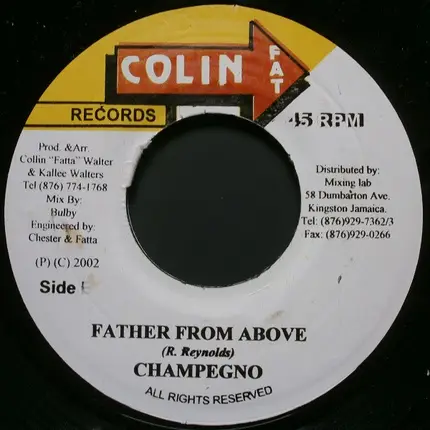 COLIN
FAT
RECORDS
45 RPM
Prod. &Arr.
Collin "Fatta" Walter
& Kallee Walters
Tel (876) 774-1768
Mix By:
Bulby
Engineered by:
Chester & Fatta
(P) (C) 2002
Side
Distributed by:
Mixing lab
58 Dumbarton Ave.
Kingston Jamaica.
Tel: (876)929-7362/3
Fax: (876)929-0266
FATHER FROM ABOVE
(R. Reynolds)
CHAMPEGNO
ALL RIGHTS RESERVED